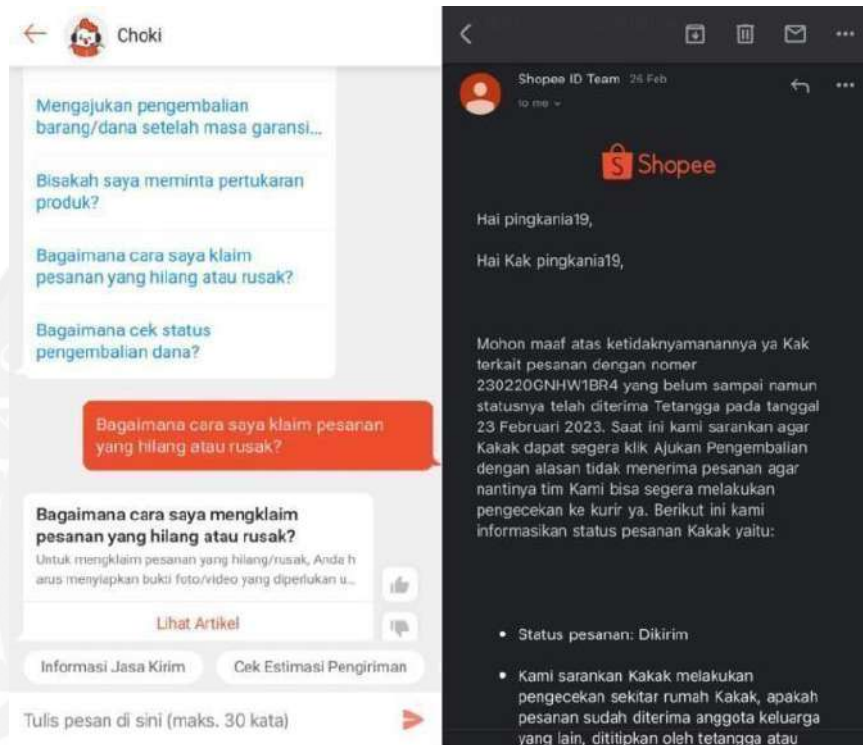 Choki
Mengajukan pengembalian
barang/dana setelah masa garansi...
Bisakah saya meminta pertukaran
produk?
Bagaimana cara saya klaim
pesanan yang hilang atau rusak?
Bagaimana cek status
pengembalian dana?
Bagaimana cara saya klaim pesanan
yang hilang atau rusak?
Bagaimana cara saya mengklaim
pesanan yang hilang atau rusak?
Untuk mengklaim pesanan yang hilang/rusak, Anda h
arus menyiapkan bukti foto/video yang diperlukan u...
Lihat Artikel
Informasi Jasa Kirim
Cek Estimasi Pengiriman
Tulis pesan di sini (maks. 30 kata)
Shopee ID Team 26 Feb
to me
Shopee
Hai pingkania19,
Hai Kak pingkania19,
Mohon maaf atas ketidaknyamanannya ya Kak
terkait pesanan dengan nomer
230220GNHW1BR4 yang belum sampai namun
statusnya telah diterima Tetangga pada tanggal
23 Februari 2023. Saat ini kami sarankan agar
Kakak dapat segera klik Ajukan Pengembalian
dengan alasan tidak menerima pesanan agar
nantinya tim Kami bisa segera melakukan
pengecekan ke kurir ya. Berikut ini kami
informasikan status pesanan Kakak yaitu:
• Status pesanan: Dikirim
• Kami sarankan Kakak melakukan
pengecekan sekitar rumah Kakak, apakah
pesanan sudah diterima anggota keluarga
yang lain, dititipkan oleh tetangga atau